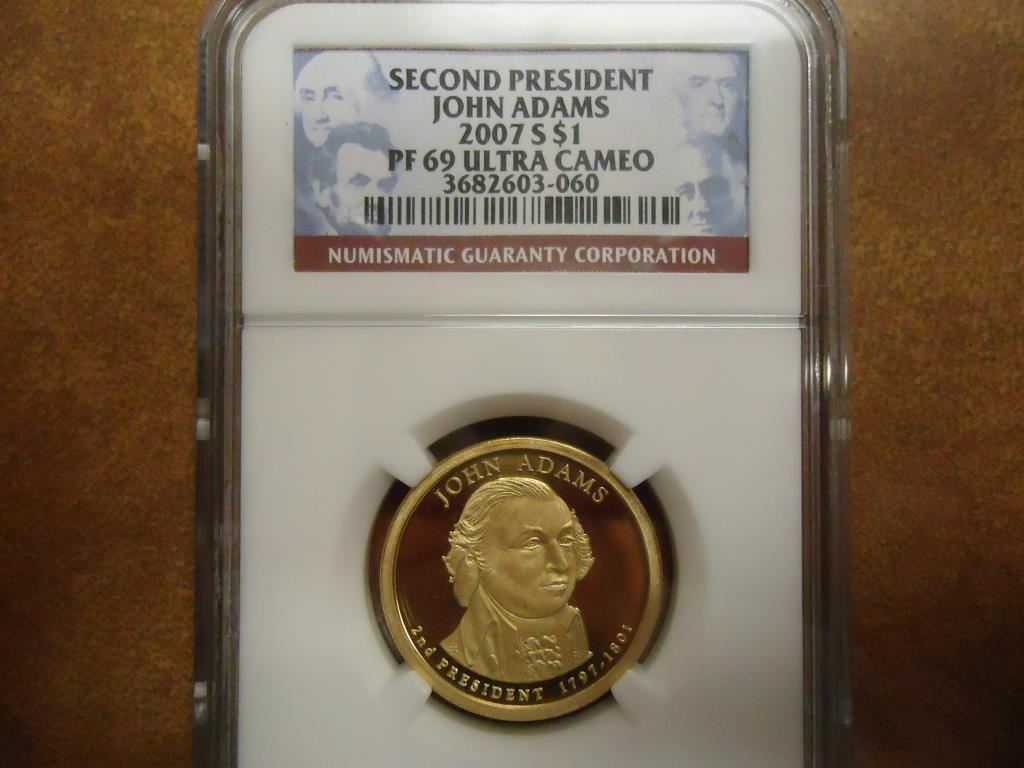 SECOND PRESIDENT
JOHN ADAMS
2007 S $1
PF 69 ULTRA CAMEO
3682603-060
NUMISMATIC GUARANTY CORPORATION
JOHN ADAMS
2nd PRESIDENT 1797-1801